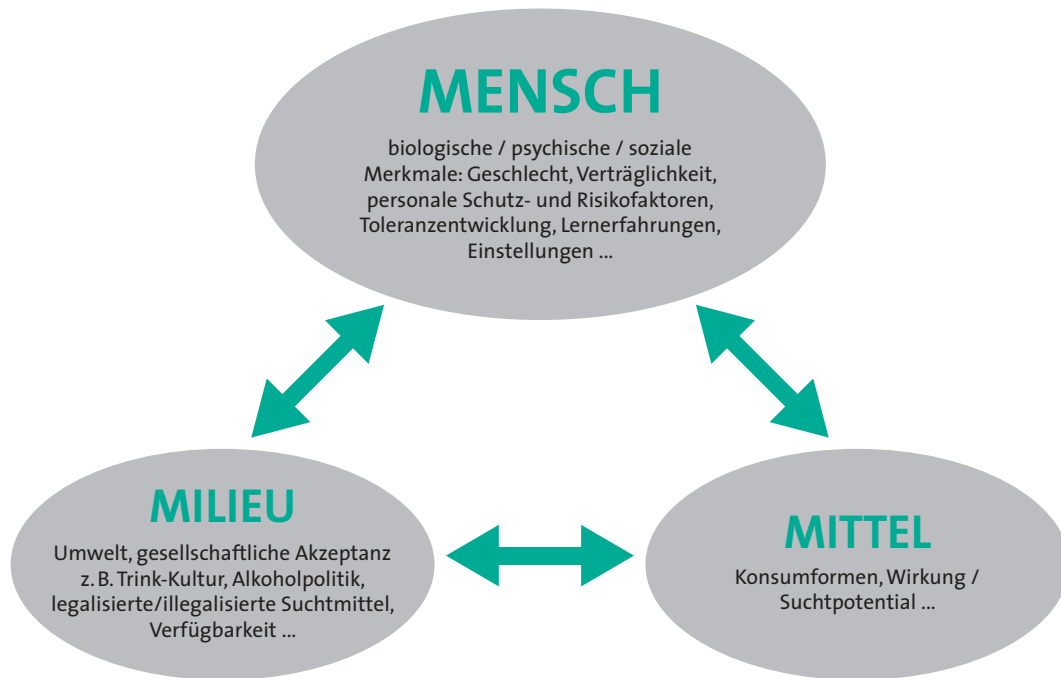 MENSCH
biologische / psychische / soziale
Merkmale: Geschlecht, Verträglichkeit,
personale Schutz- und Risikofaktoren,
Toleranzentwicklung, Lernerfahrungen,
Einstellungen ...
MILIEU
Umwelt, gesellschaftliche Akzeptanz
z. B. Trink-Kultur, Alkoholpolitik,
legalisierte/illegalisierte Suchtmittel,
Verfügbarkeit ...
MITTEL
Konsumformen, Wirkung /
Suchtpotential ...